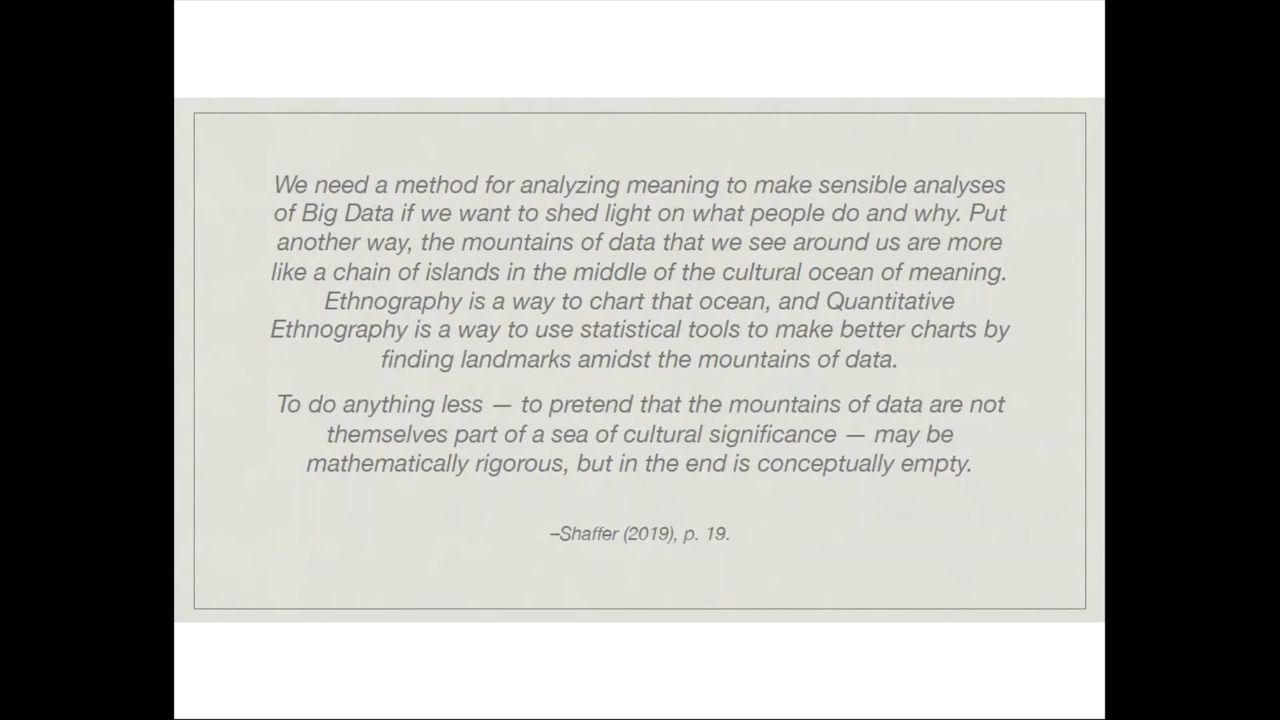 We need a method for analyzing meaning to make sensible analyses
of Big Data if we want to shed light on what people do and why. Put
another way, the mountains of data that we see around us are more
like a chain of islands in the middle of the cultural ocean of meaning.
Ethnography is a way to chart that ocean, and Quantitative
Ethnography is a way to use statistical tools to make better charts by
finding landmarks amidst the mountains of data.
To do anything less — to pretend that the mountains of data are not
themselves part of a sea of cultural significance — may be
mathematically rigorous, but in the end is conceptually empty.
–Shaffer (2019), p. 19.